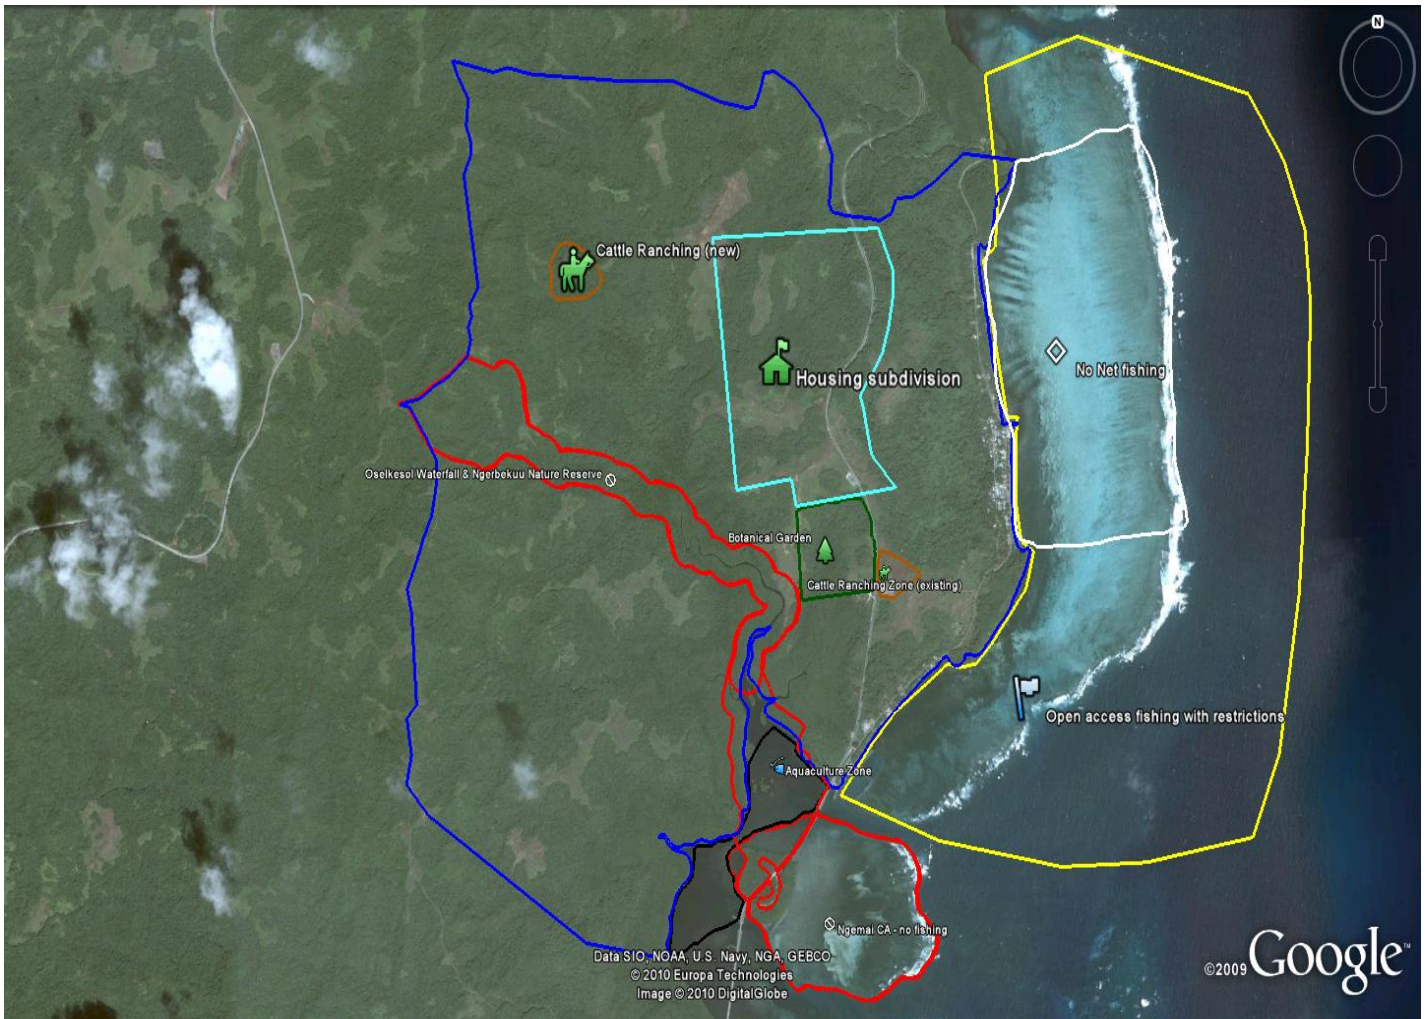 N
Cattle Ranching (new)
No Net fishing
Housing subdivision
Oselkesol Waterfall & Ngerbekuu Nature Reserve
Botanical Garden
Cattle Ranching Zone (existing)
Open access fishing with restrictions
Aquaculture Zone
Ngemai CA - no fishing
Data SIO, NOAA, U.S. Navy, NGA, GEBCO
© 2010 Europa Technologies
Image © 2010 DigitalGlobe
©2009 Google™